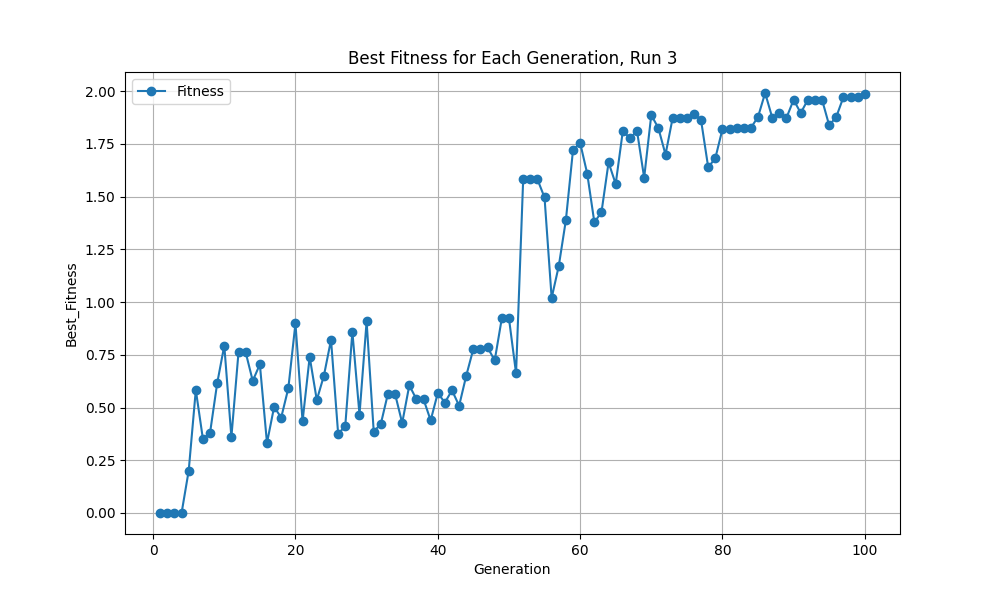 Best Fitness for Each Generation, Run 3
Fitness
2.00
1.75
1.50
1.25
1.00
0.75
0.50
0.25
0.00
Best_Fitness
0 20 40 60 80 100
Generation